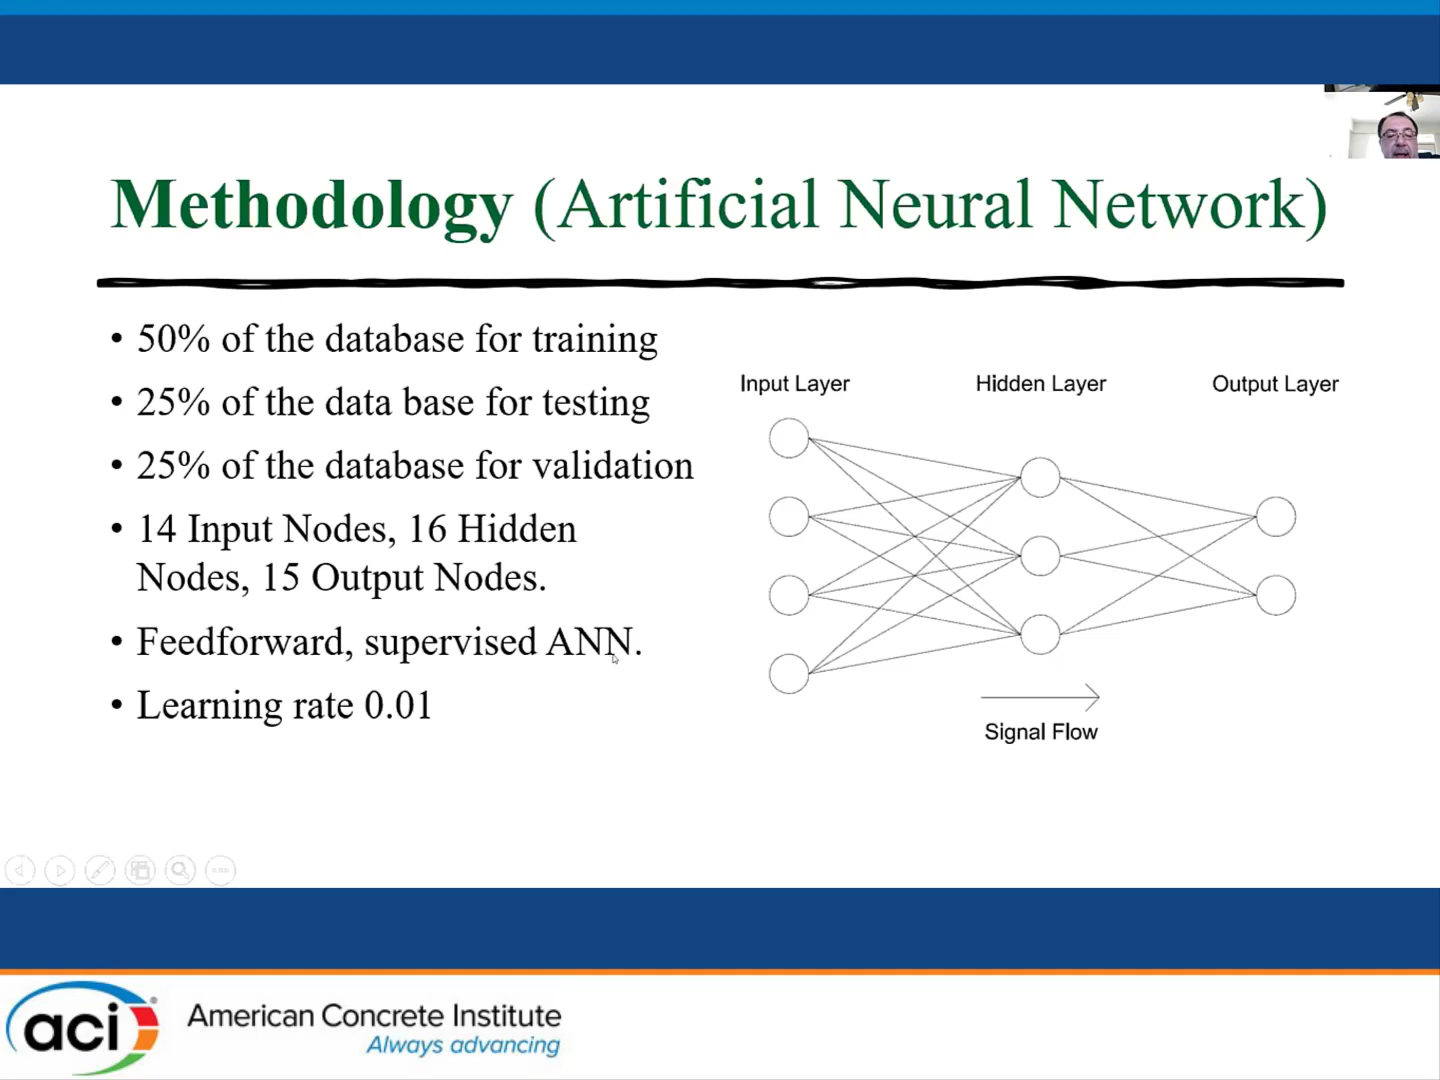 Methodology (Artificial Neural Network)
• 50% of the database for training
• 25% of the data base for testing
• 25% of the database for validation
• 14 Input Nodes, 16 Hidden
Nodes, 15 Output Nodes.
• Feedforward, supervised ANN.
• Learning rate 0.01
Input Layer
Hidden Layer
Output Layer
Signal Flow
aci
American Concrete Institute
Always advancing